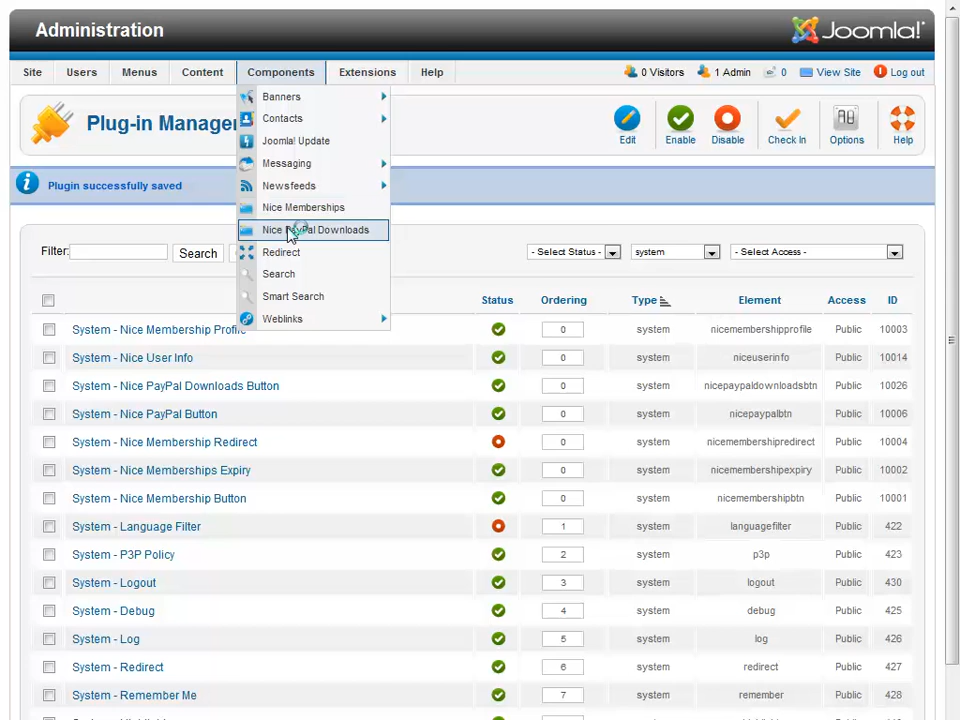 Administration
Joomla!
Site Users Menus Content Components Extensions Help
0 Visitors 1 Admin 0 View Site Log out
Banners
Contacts
Joomla! Update
Messaging
Newsfeeds
Nice Memberships
Nice PayPal Downloads
Redirect
Search
Smart Search
Weblinks
Plug-in Manager
Edit Enable Disable Check In Options Help
Plugin successfully saved
Filter: Search - Select Status - system - Select Access -
Status Ordering Type Element Access ID
System - Nice Membership Profile 0 system nicemembershipprofile Public 10003
System - Nice User Info 0 system niceuserinfo Public 10014
System - Nice PayPal Downloads Button 0 system nicepaypaldownloadsbtn Public 10026
System - Nice PayPal Button 0 system nicepaypalbtn Public 10006
System - Nice Membership Redirect 0 system nicemembershipredirect Public 10004
System - Nice Memberships Expiry 0 system nicemembershipexpiry Public 10002
System - Nice Membership Button 0 system nicemembershipbtn Public 10001
System - Language Filter 1 system languagefilter Public 422
System - P3P Policy 2 system p3p Public 423
System - Logout 3 system logout Public 430
System - Debug 4 system debug Public 425
System - Log 5 system log Public 426
System - Redirect 6 system redirect Public 427
System - Remember Me 7 system remember Public 428